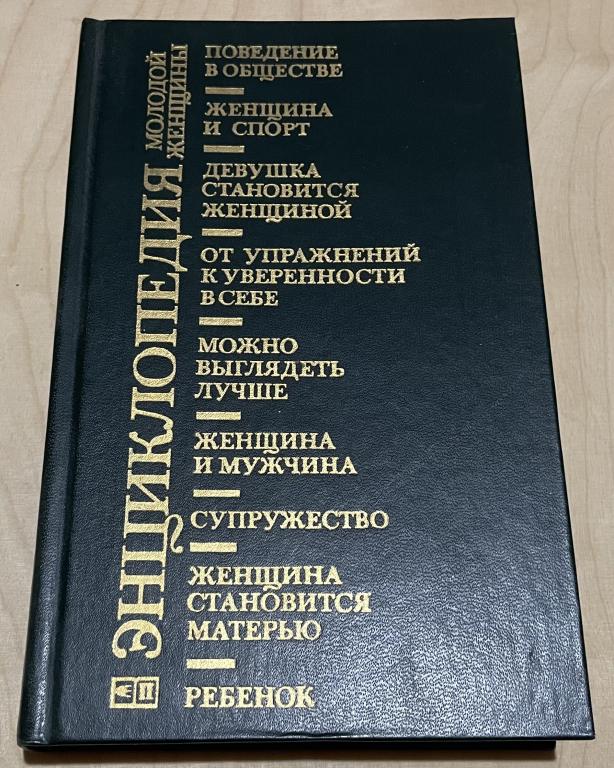 ЭНЦИКЛОПЕДИЯ
МОЛОДОЙ
ЖЕНЩИНЫ
ПОВЕДЕНИЕ
В ОБЩЕСТВЕ
ЖЕНЩИНА
И СПОРТ
ДЕВУШКА
СТАНОВИТСЯ
ЖЕНЩИНОЙ
ОТ УПРАЖНЕНИЙ
К УВЕРЕННОСТИ
В СЕБЕ
МОЖНО
ВЫГЛЯДЕТЬ
ЛУЧШЕ
ЖЕНЩИНА
И МУЖЧИНА
СУПРУЖЕСТВО
ЖЕНЩИНА
СТАНОВИТСЯ
МАТЕРЬЮ
РЕБЕНОК